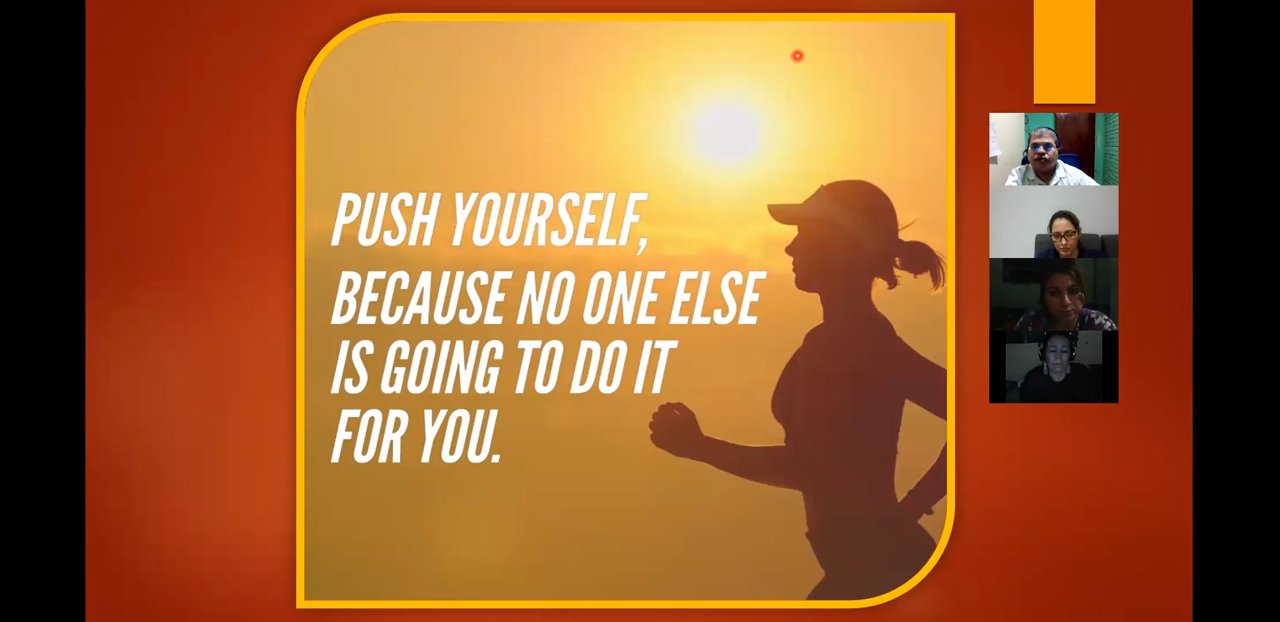 PUSH YOURSELF,
BECAUSE NO ONE ELSE
IS GOING TO DO IT
FOR YOU.